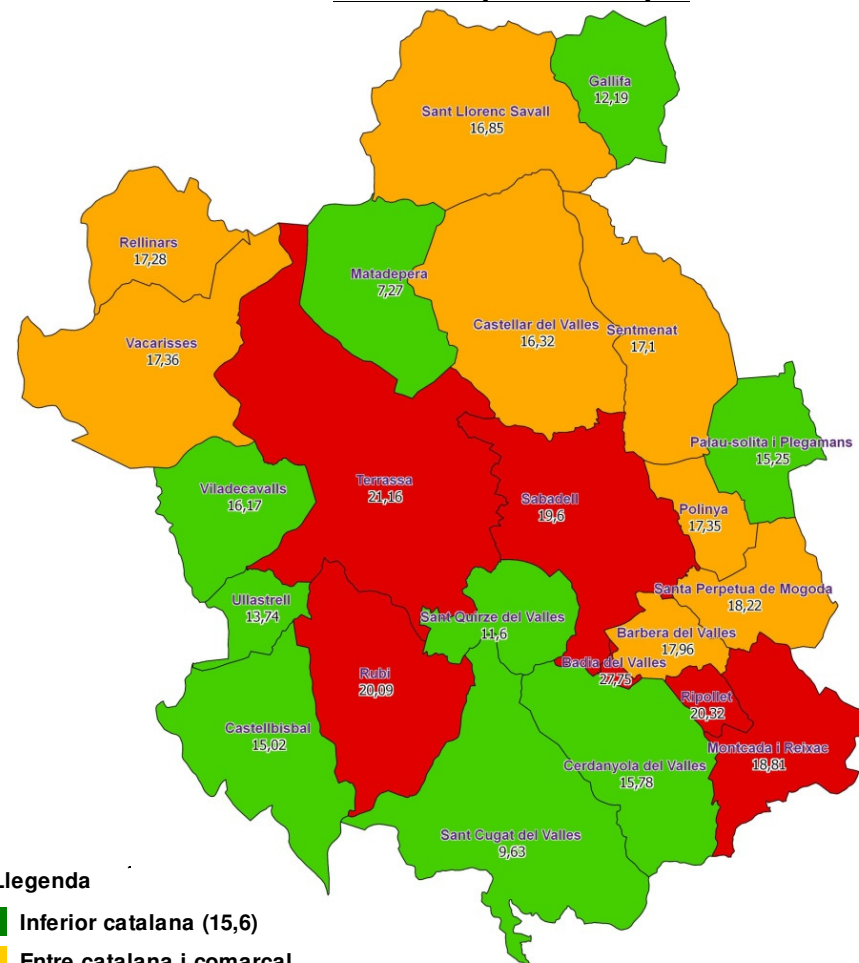 Gallifa
12,19
Sant Llorenc Savall
16,85
Rellinars
17,28
Matadepera
7,27
Castellar del Valles
16,32
Sentmenat
17,1
Vacarisses
17,36
Palau-solita i Plegamans
15,25
Viladecavalls
16,17
Terrassa
21,16
Sabadell
19,6
Polinya
17,35
Santa Perpetua de Mogoda
18,22
Ullastrell
13,74
Sant Quirze del Valles
11,6
Barbera del Valles
17,96
Badia del Valles
27,75
Rubi
20,09
Ripollet
20,32
Castellbisbal
15,02
Montcada i Reixac
18,81
Cerdanyola del Valles
15,78
Sant Cugat del Valles
9,63
Llegenda
Inferior catalana (15,6)
Entre catalana i comarcal